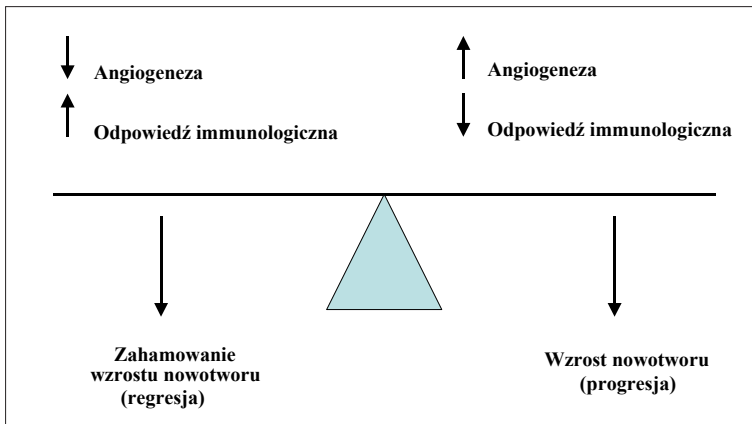 Angiogeneza
Odpowiedź immunologiczna
Angiogeneza
Odpowiedź immunologiczna
Zahamowanie
wzrostu nowotworu
(regresja)
Wzrost nowotworu
(progresja)